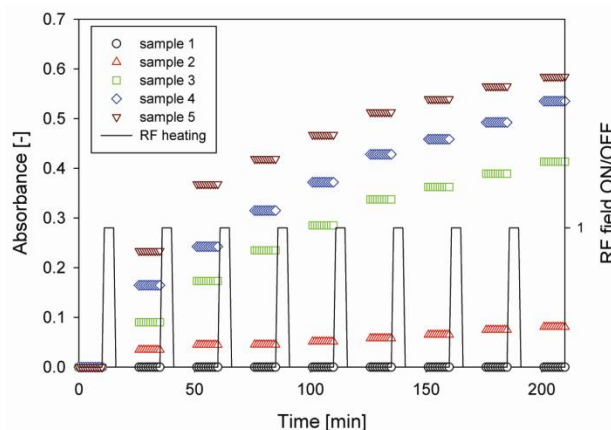 0.7
0.6
0.5
0.4
0.3
0.2
0.1
0.0
Absorbance [-]
sample 1
sample 2
sample 3
sample 4
sample 5
RF heating
1
RF field ON/OFF
0
50
100
150
200
Time [min]